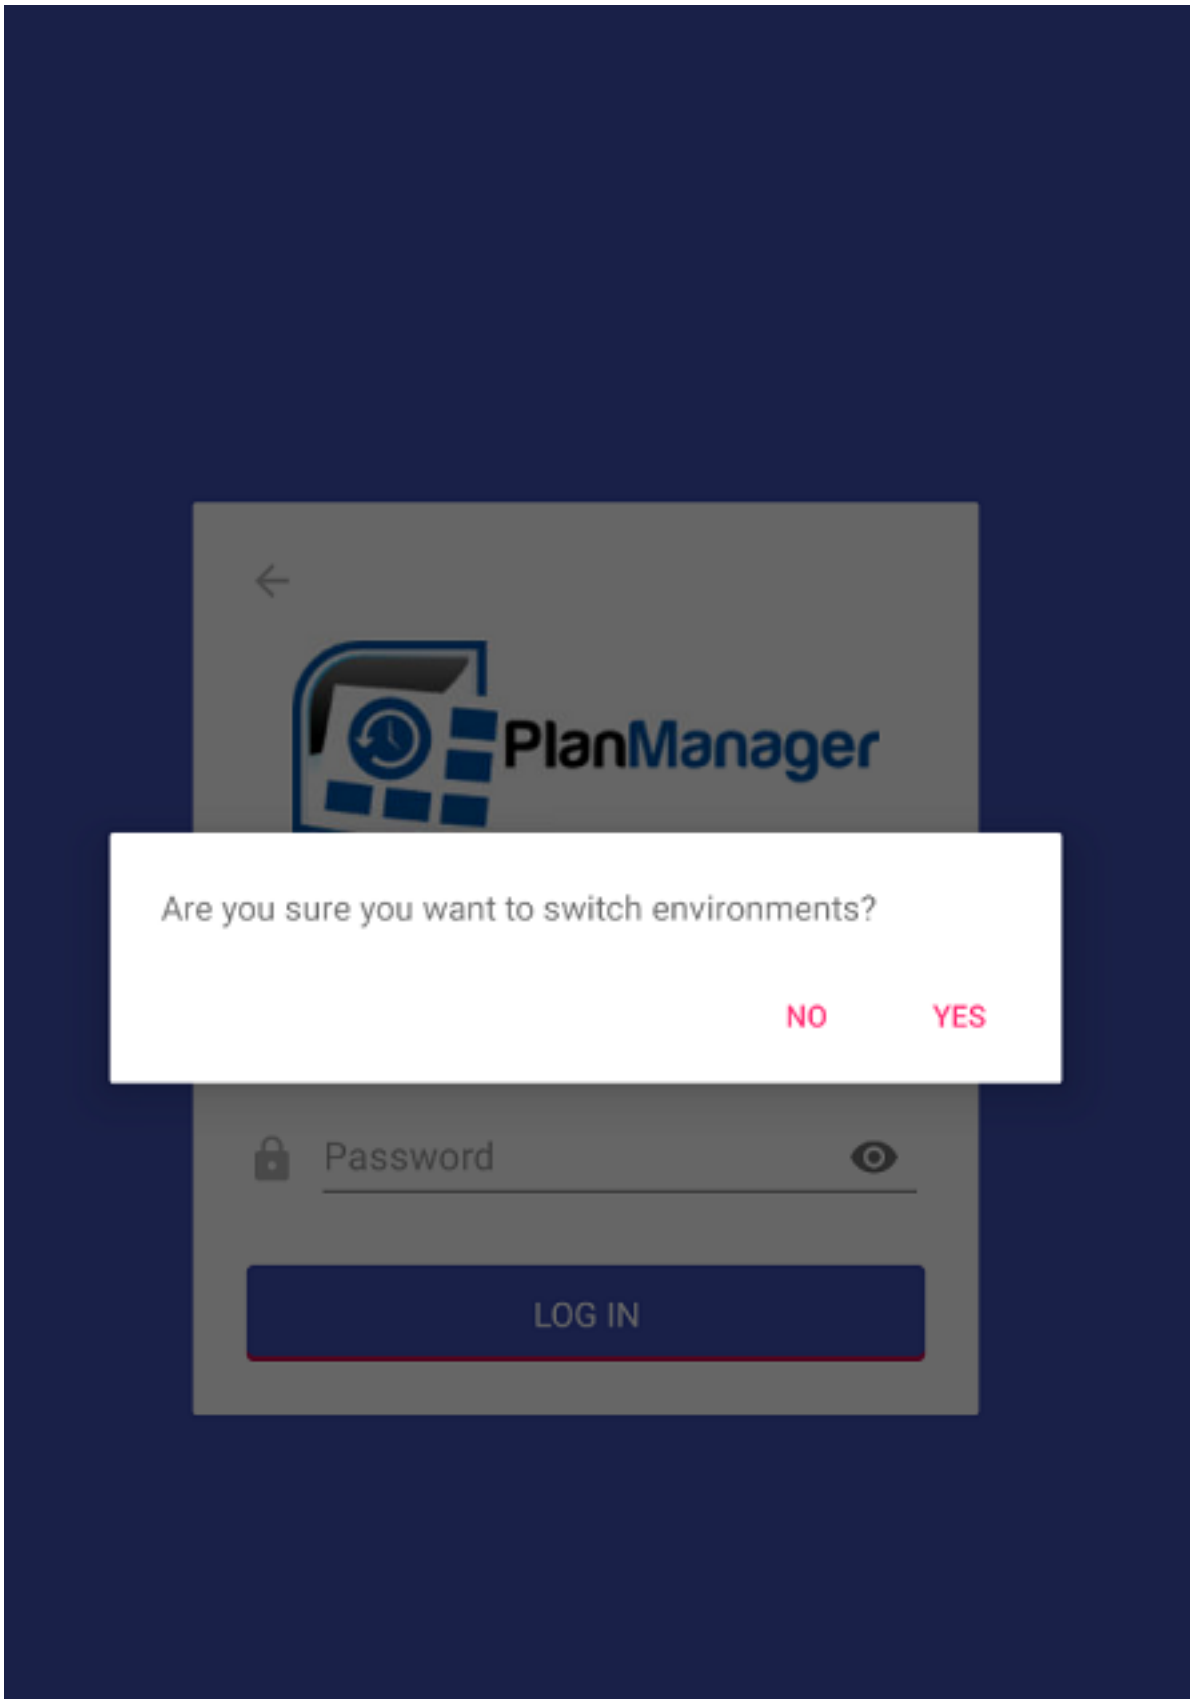 PlanManager
Are you sure you want to switch environments?
NO YES
Password
LOG IN